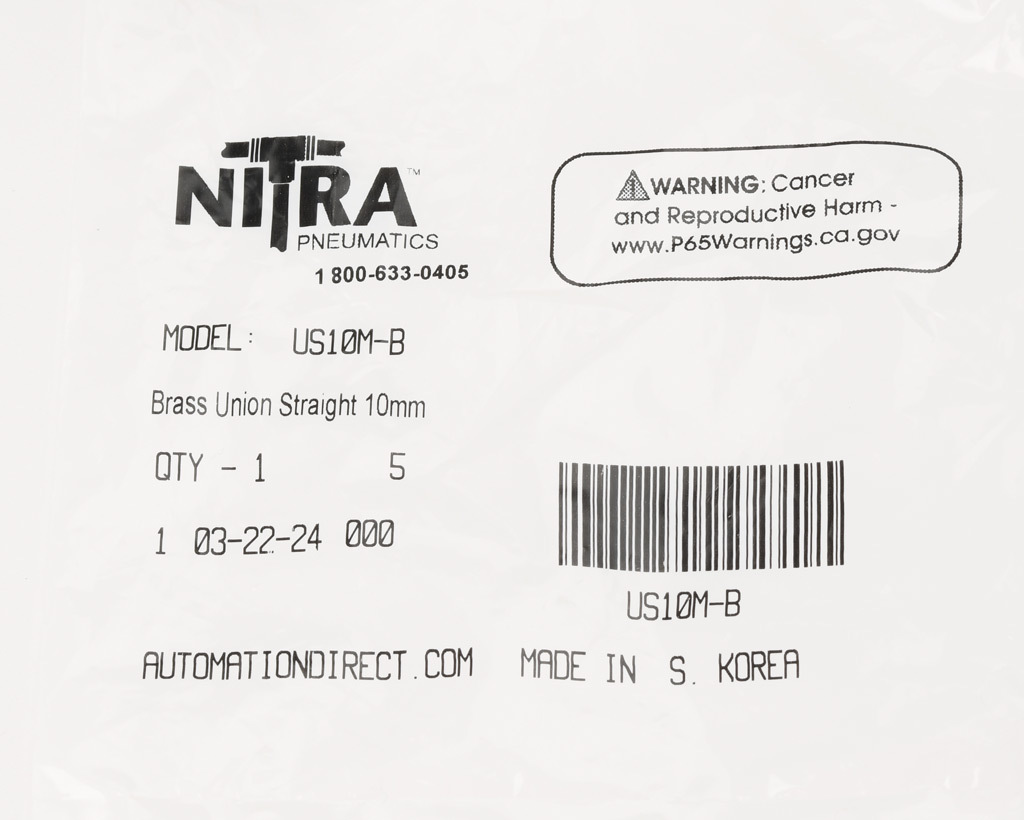 NITRA™
PNEUMATICS
1 800-633-0405
WARNING: Cancer
and Reproductive Harm -
www.P65Warnings.ca.gov
MODEL: US10M-B
Brass Union Straight 10mm
QTY - 1 5
1 03-22-24 000
US10M-B
AUTOMATIONDIRECT.COM MADE IN S. KOREA